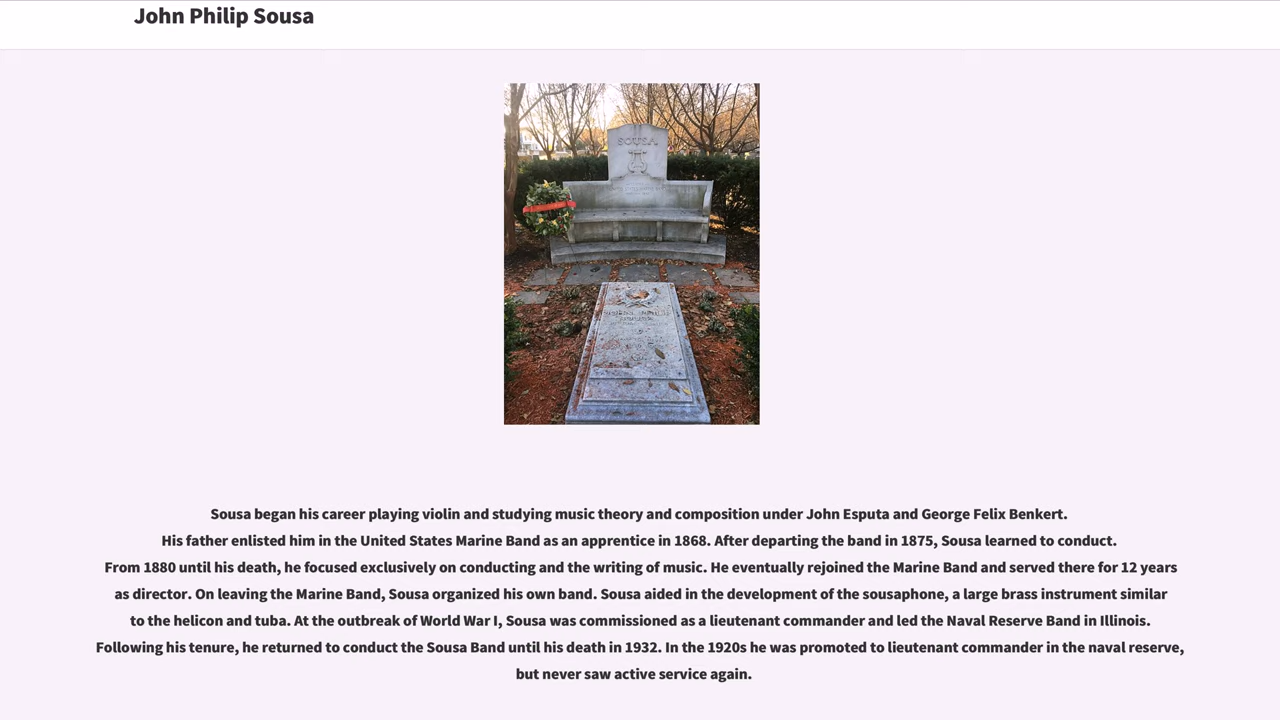 John Philip Sousa
SOUSA
Sousa began his career playing violin and studying music theory and composition under John Esputa and George Felix Benkert.
His father enlisted him in the United States Marine Band as an apprentice in 1868. After departing the band in 1875, Sousa learned to conduct.
From 1880 until his death, he focused exclusively on conducting and the writing of music. He eventually rejoined the Marine Band and served there for 12 years
as director. On leaving the Marine Band, Sousa organized his own band. Sousa aided in the development of the sousaphone, a large brass instrument similar
to the helicon and tuba. At the outbreak of World War I, Sousa was commissioned as a lieutenant commander and led the Naval Reserve Band in Illinois.
Following his tenure, he returned to conduct the Sousa Band until his death in 1932. In the 1920s he was promoted to lieutenant commander in the naval reserve,
but never saw active service again.